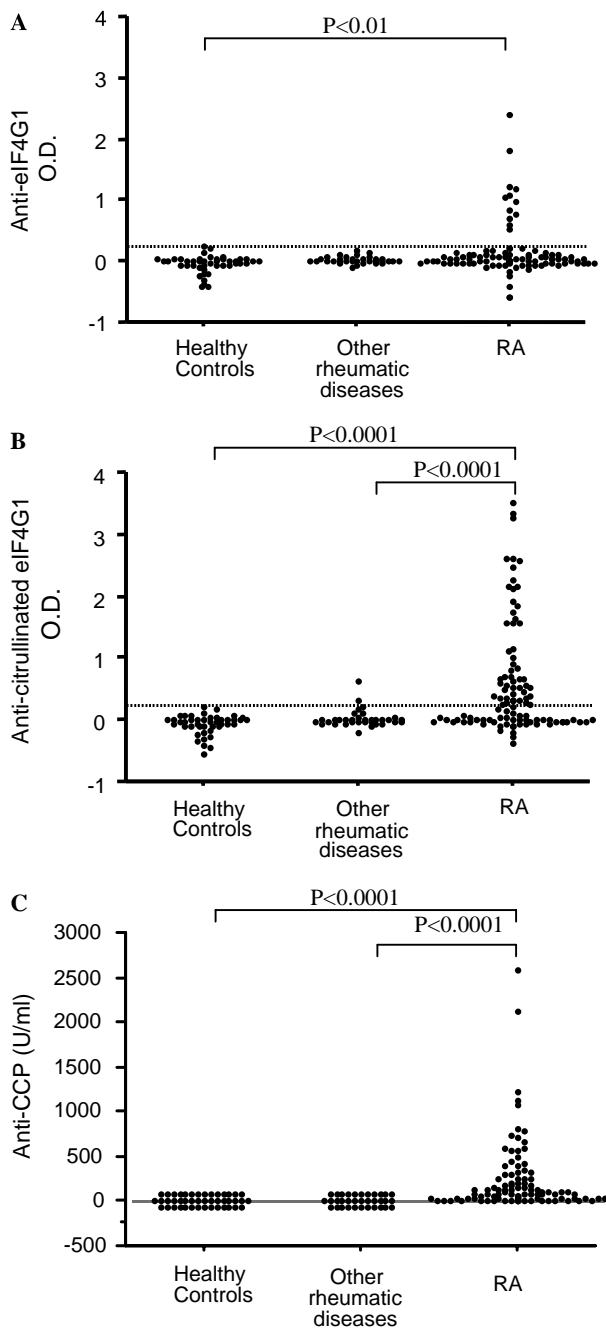 A
P<0.01
Anti-eIF4G1
O.D.
4
3
2
1
0
-1
Healthy
Controls
Other
rheumatic
diseases
RA
B
P<0.0001
P<0.0001
Anti-citrullinated eIF4G1
O.D.
4
3
2
1
0
-1
Healthy
Controls
Other
rheumatic
diseases
RA
C
P<0.0001
P<0.0001
Anti-CCP (U/ml)
3000
2500
2000
1500
1000
500
0
-500
Healthy
Controls
Other
rheumatic
diseases
RA